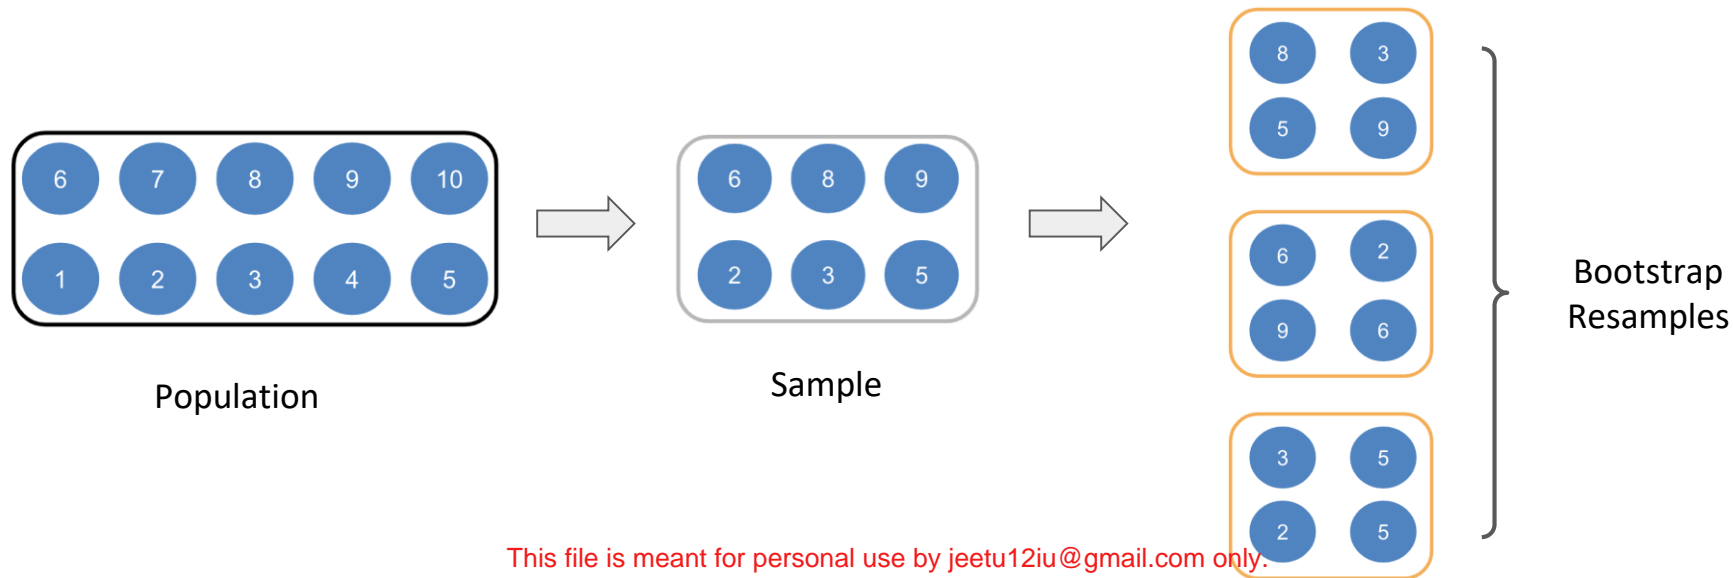 6 7 8 9 10
1 2 3 4 5
Population
6 8 9
2 3 5
Sample
8 3
5 9
6 2
9 6
3 5
2 5
Bootstrap
Resamples
This file is meant for personal use by jeetu12iu@gmail.com only.